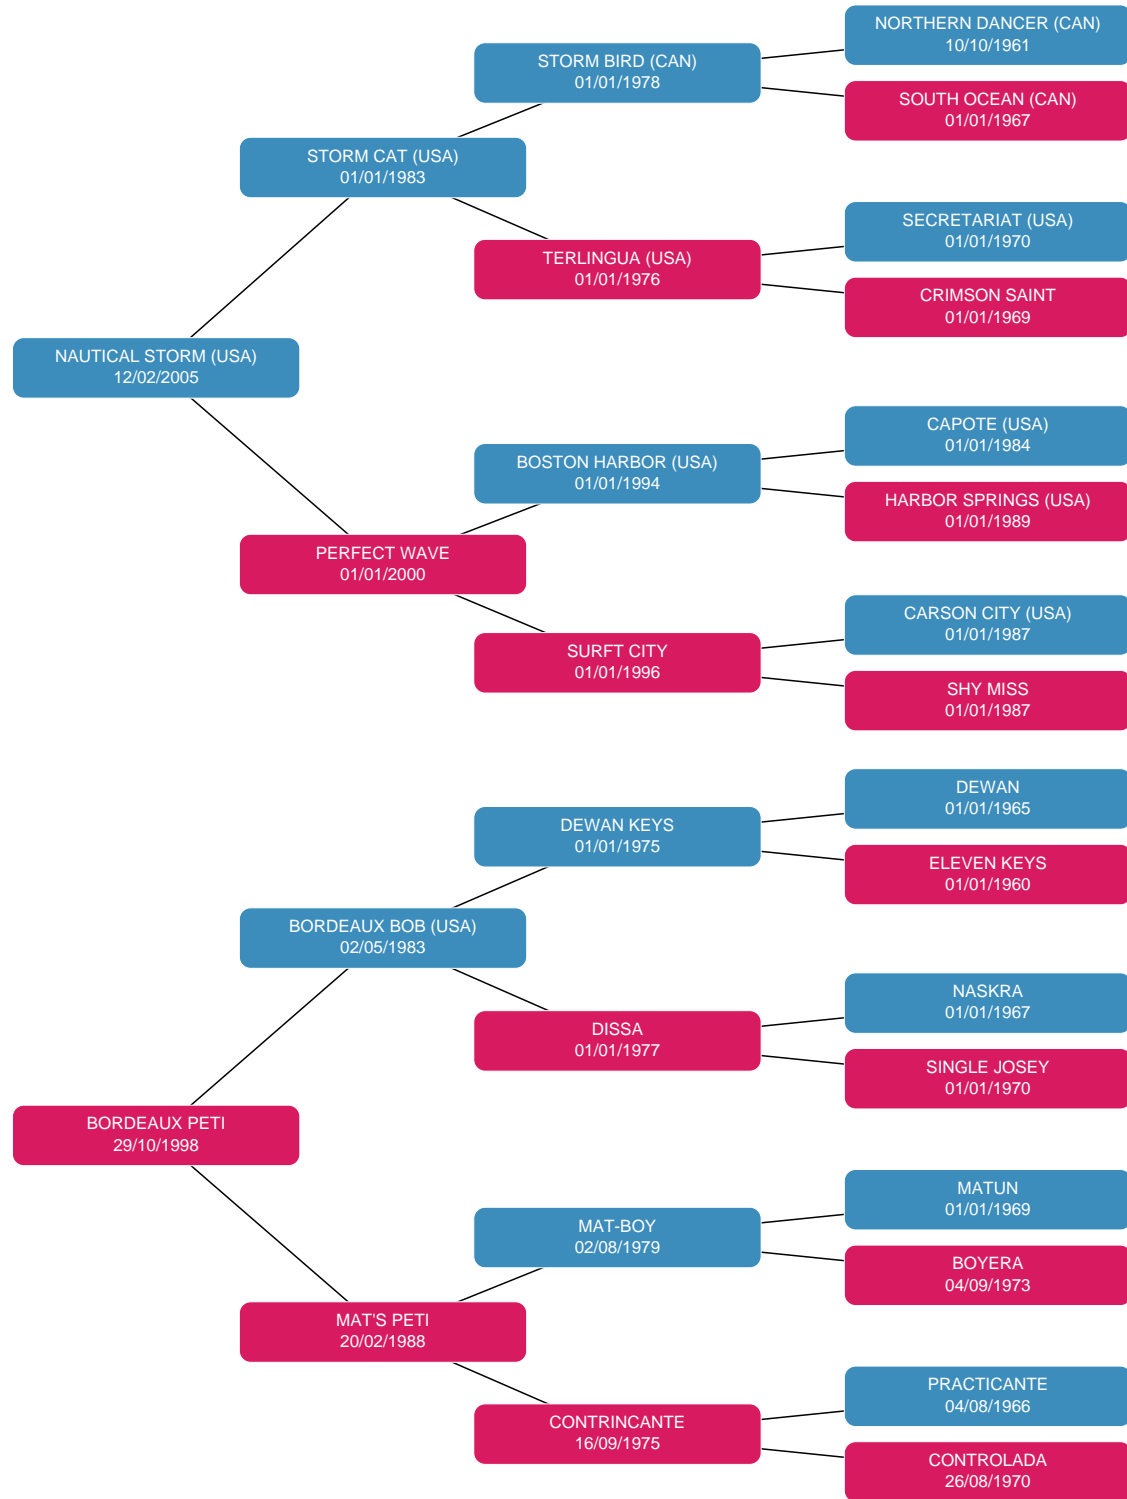 NORTHERN DANCER (CAN)
10/10/1961
STORM BIRD (CAN)
01/01/1978
SOUTH OCEAN (CAN)
01/01/1967
STORM CAT (USA)
01/01/1983
SECRETARIAT (USA)
01/01/1970
TERLINGUA (USA)
01/01/1976
CRIMSON SAINT
01/01/1969
NAUTICAL STORM (USA)
12/02/2005
CAPOTE (USA)
01/01/1984
BOSTON HARBOR (USA)
01/01/1994
HARBOR SPRINGS (USA)
01/01/1989
PERFECT WAVE
01/01/2000
CARSON CITY (USA)
01/01/1987
SURFT CITY
01/01/1996
SHY MISS
01/01/1987
DEWAN
01/01/1965
DEWAN KEYS
01/01/1975
ELEVEN KEYS
01/01/1960
BORDEAUX BOB (USA)
02/05/1983
NASKRA
01/01/1967
DISSA
01/01/1977
SINGLE JOSEY
01/01/1970
BORDEAUX PETI
29/10/1998
MATUN
01/01/1969
MAT-BOY
02/08/1979
BOYERA
04/09/1973
MAT'S PETI
20/02/1988
PRACTICANTE
04/08/1966
CONTRINCANTE
16/09/1975
CONTROLADA
26/08/1970